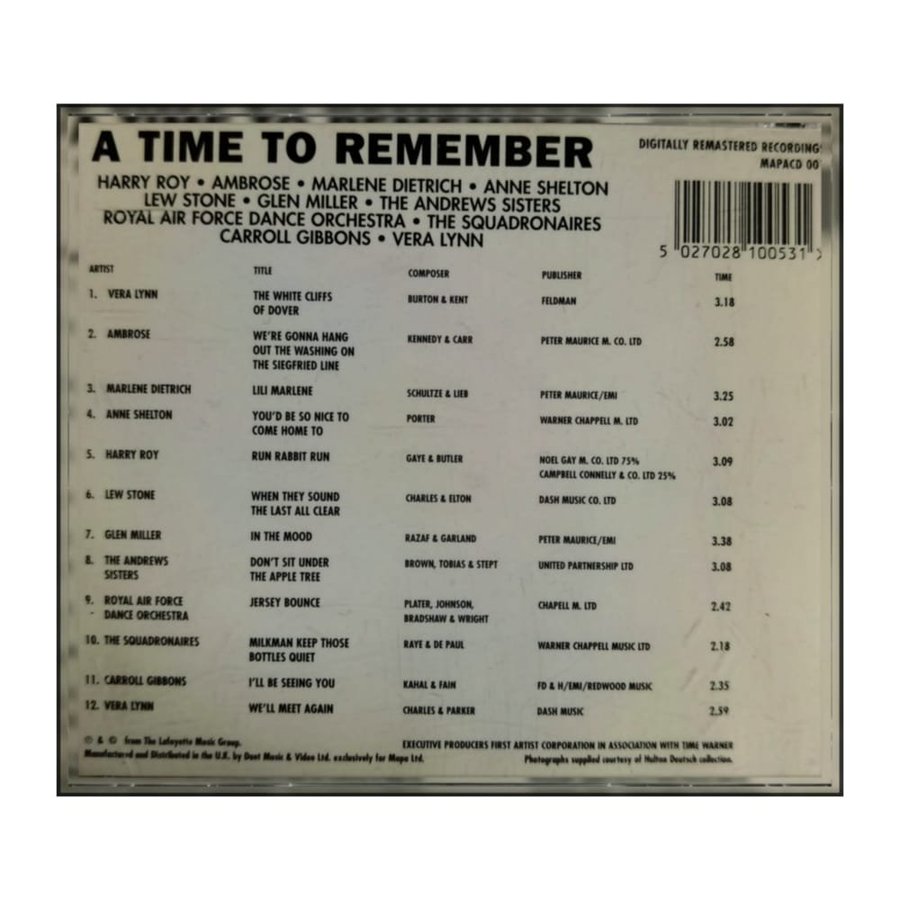 A TIME TO REMEMBER
DIGITALLY REMASTERED RECORDING
MAPACD 00
HARRY ROY • AMBROSE • MARLENE DIETRICH • ANNE SHELTON
LEW STONE • GLEN MILLER • THE ANDREWS SISTERS
ROYAL AIR FORCE DANCE ORCHESTRA • THE SQUADRONAIRES
CARROLL GIBBONS • VERA LYNN
5 027028 100531 >
ARTIST TITLE COMPOSER PUBLISHER TIME
1. VERA LYNN THE WHITE CLIFFS BURTON & KENT FELDMAN 3.18
OF DOVER
2. AMBROSE WE'RE GONNA HANG KENNEDY & CARR PETER MAURICE M. CO. LTD 2.58
OUT THE WASHING ON
THE SIEGFRIED LINE
3. MARLENE DIETRICH LILI MARLENE SCHULTZE & LIEB PETER MAURICE/EMI 3.25
4. ANNE SHELTON YOU'D BE SO NICE TO PORTER WARNER CHAPPELL M. LTD 3.02
COME HOME TO
5. HARRY ROY RUN RABBIT RUN GAYE & BUTLER NOEL GAY M. CO. LTD 75% 3.09
CAMPBELL CONNELLY & CO. LTD 25%
6. LEW STONE WHEN THEY SOUND CHARLES & ELTON DASH MUSIC CO. LTD 3.08
THE LAST ALL CLEAR
7. GLEN MILLER IN THE MOOD RAZAF & GARLAND PETER MAURICE/EMI 3.38
8. THE ANDREWS DON'T SIT UNDER BROWN, TOBIAS & STEPT UNITED PARTNERSHIP LTD 3.08
SISTERS THE APPLE TREE
9. ROYAL AIR FORCE JERSEY BOUNCE PLATER, JOHNSON, CHAPELL M. LTD 2.42
DANCE ORCHESTRA BRADSHAW & WRIGHT
10. THE SQUADRONAIRES MILKMAN KEEP THOSE RAYE & DE PAUL WARNER CHAPPELL MUSIC LTD 2.18
BOTTLES QUIET
11. CARROLL GIBBONS I'LL BE SEEING YOU KAHAL & FAIN FD & H/EMI/REDWOOD MUSIC 2.35
12. VERA LYNN WE'LL MEET AGAIN CHARLES & PARKER DASH MUSIC 2.59
℗ & © from The Lafayette Music Group. EXECUTIVE PRODUCERS FIRST ARTIST CORPORATION IN ASSOCIATION WITH TIME WARNER
Manufactured and Distributed in the U.K. by Dent Music & Video Ltd. exclusively for Mapa Ltd. Photographs supplied courtesy of Hulton Deutsch collection.